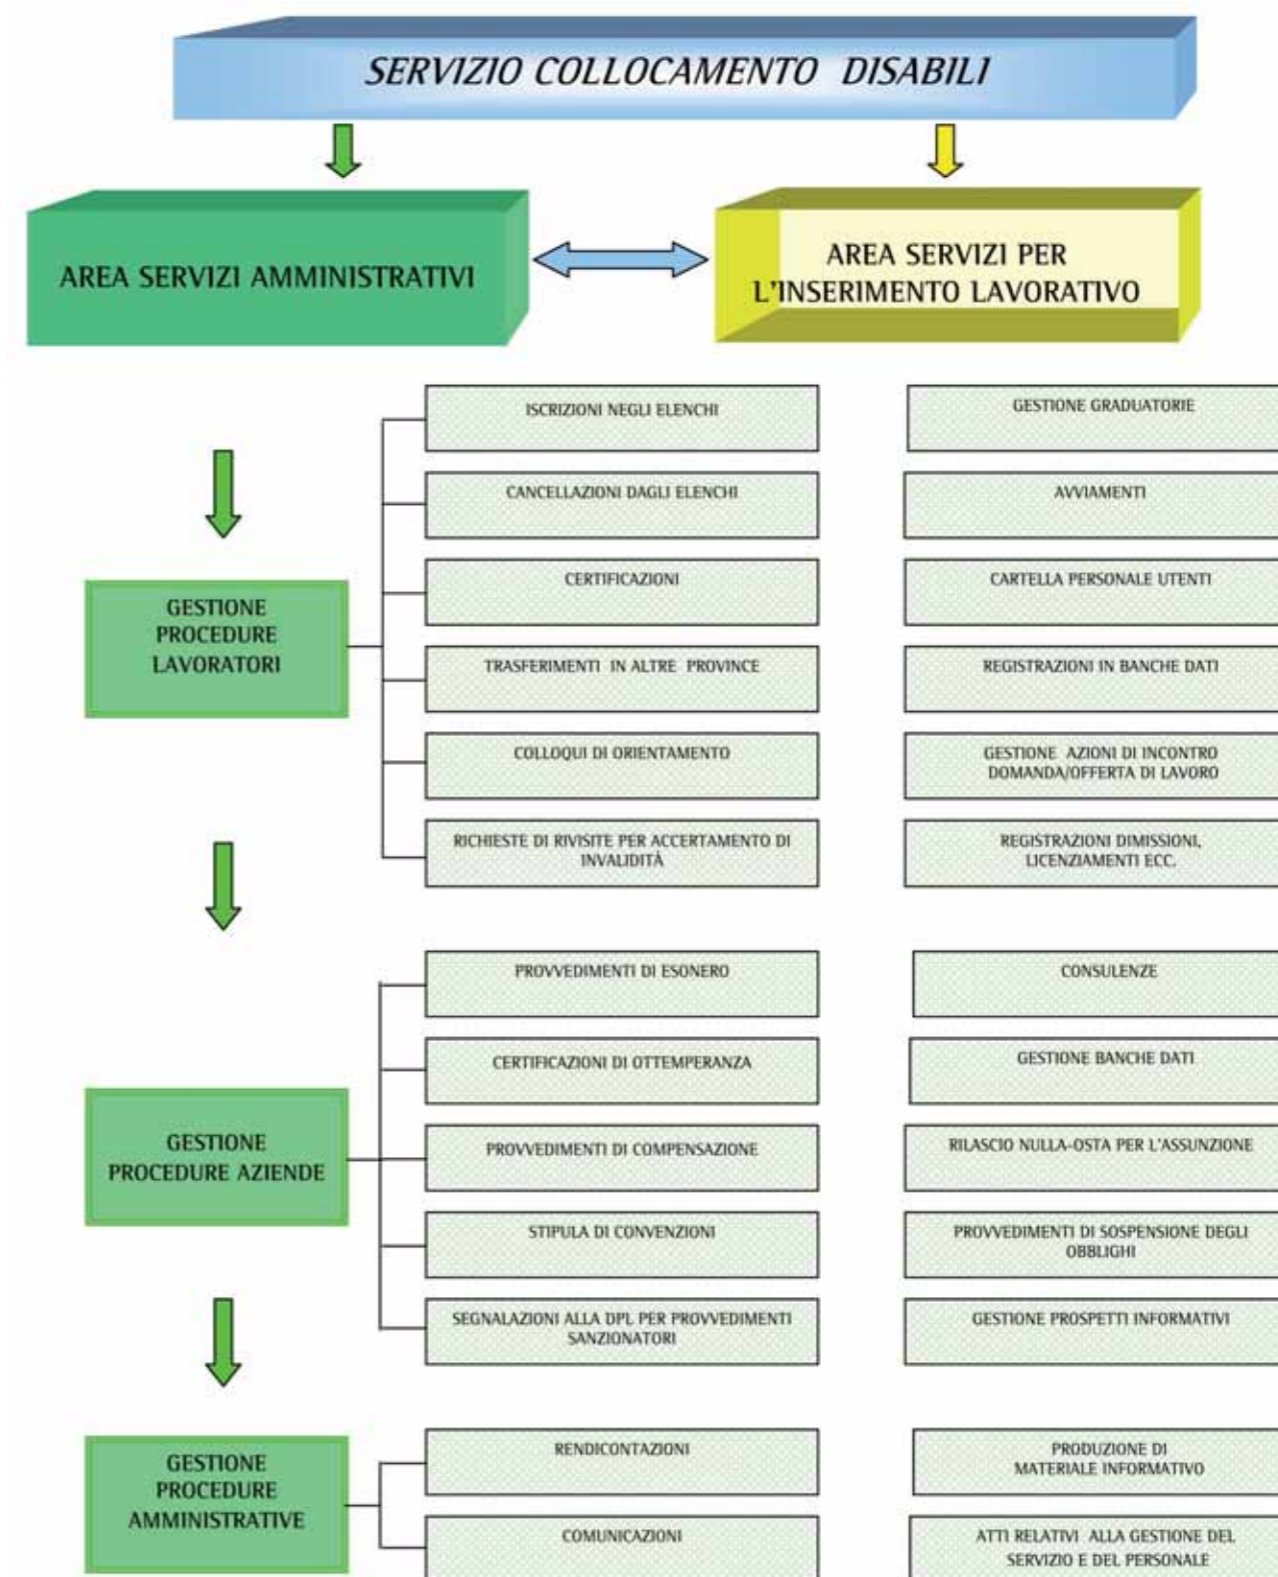 SERVIZIO COLLOCAMENTO DISABILI
AREA SERVIZI AMMINISTRATIVI
AREA SERVIZI PER
L'INSERIMENTO LAVORATIVO
GESTIONE
PROCEDURE
LAVORATORI
ISCRIZIONI NEGLI ELENCHI
GESTIONE GRADUATORIE
CANCELLAZIONI DAGLI ELENCHI
AVVIAMENTI
CERTIFICAZIONI
CARTELLA PERSONALE UTENTI
TRASFERIMENTI IN ALTRE PROVINCE
REGISTRAZIONI IN BANCHE DATI
COLLOQUI DI ORIENTAMENTO
GESTIONE AZIONI DI INCONTRO
DOMANDA/OFFERTA DI LAVORO
RICHIESTE DI RIVISITE PER ACCERTAMENTO DI
INVALIDITÀ
REGISTRAZIONI DIMISSIONI,
LICENZIAMENTI ECC.
GESTIONE
PROCEDURE AZIENDE
PROVVEDIMENTI DI ESONERO
CONSULENZE
CERTIFICAZIONI DI OTTEMPERANZA
GESTIONE BANCHE DATI
PROVVEDIMENTI DI COMPENSAZIONE
RILASCIO NULLA-OSTA PER L'ASSUNZIONE
STIPULA DI CONVENZIONI
PROVVEDIMENTI DI SOSPENSIONE DEGLI
OBBLIGHI
SEGNALAZIONI ALLA DPL PER PROVVEDIMENTI
SANZIONATORI
GESTIONE PROSPETTI INFORMATIVI
GESTIONE
PROCEDURE
AMMINISTRATIVE
RENDICONTAZIONI
PRODUZIONE DI
MATERIALE INFORMATIVO
COMUNICAZIONI
ATTI RELATIVI ALLA GESTIONE DEL
SERVIZIO E DEL PERSONALE